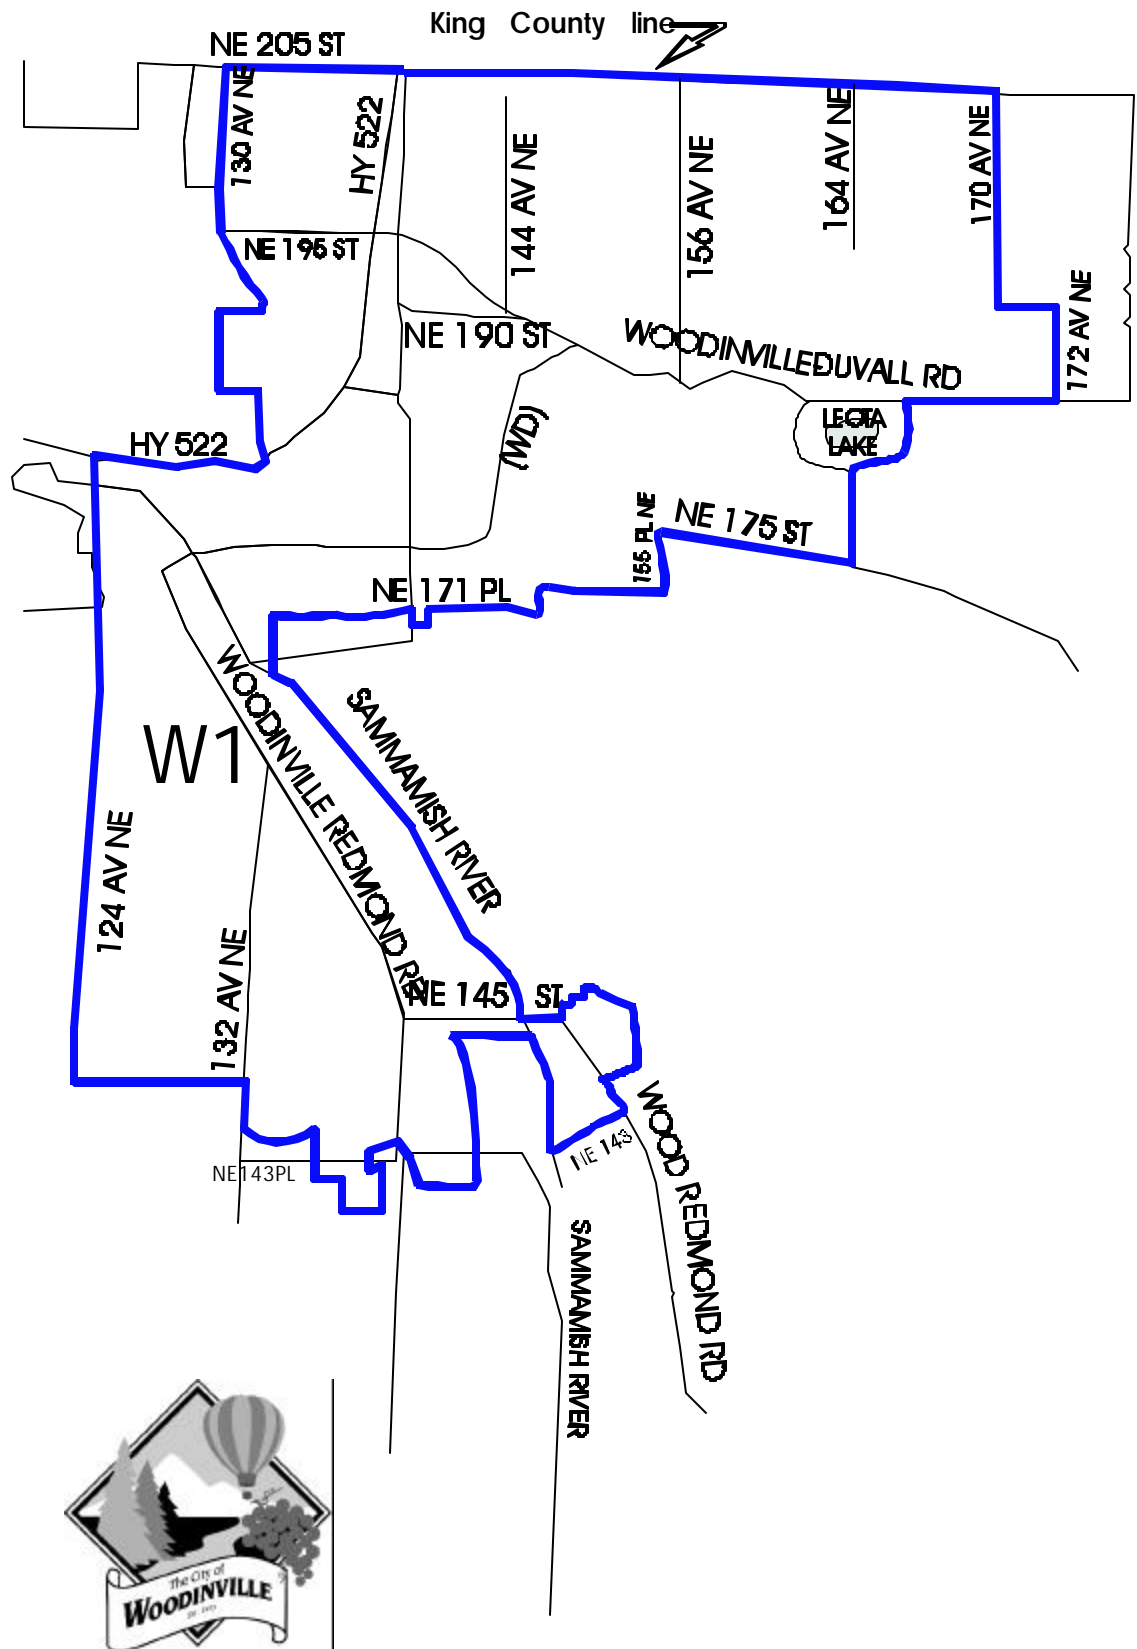 King County line
NE 205 ST
130 AV NE
HY 522
144 AV NE
156 AV NE
164 AV NE
170 AV NE
NE 195 ST
NE 190 ST
WOODINVILLEDUVALL RD
172 AV NE
LEOTA
LAKE
HY 522
(WD)
155 PL NE
NE 175 ST
NE 171 PL
WOODINVILLE REDMOND RD
SAMMAMISH RIVER
W1
124 AV NE
132 AV NE
NE 145 ST
NE143PL
NE 143
WOOD REDMOND RD
SAMMAMISH RIVER
The City of
WOODINVILLE